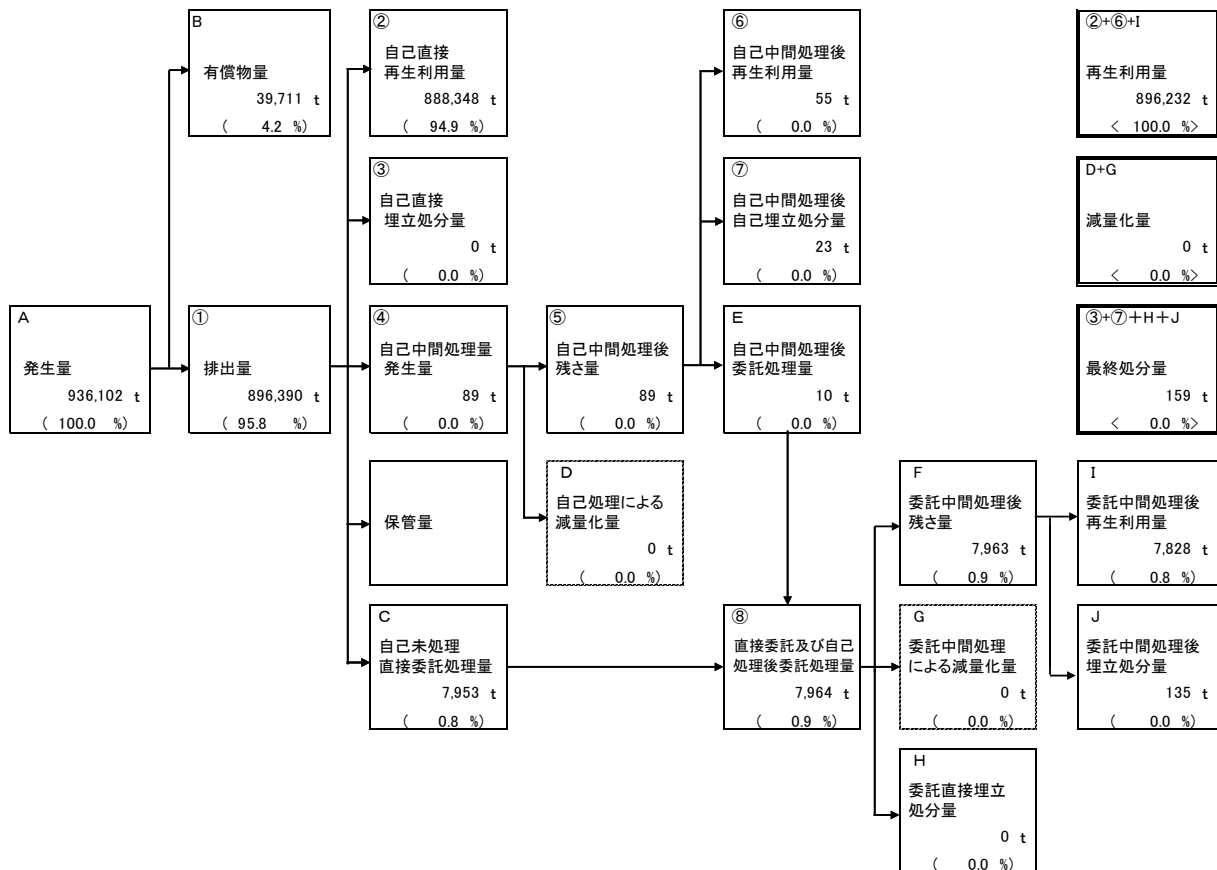 B
有償物量
39,711 t
( 4.2 %)
②
自己直接
再生利用量
888,348 t
( 94.9 %)
⑥
自己中間処理後
再生利用量
55 t
( 0.0 %)
②+⑥+I
再生利用量
896,232 t
< 100.0 %>
③
自己直接
埋立処分量
0 t
( 0.0 %)
⑦
自己中間処理後
自己埋立処分量
23 t
( 0.0 %)
D+G
減量化量
0 t
< 0.0 %>
A
発生量
936,102 t
( 100.0 %)
①
排出量
896,390 t
( 95.8 %)
④
自己中間処理量
発生量
89 t
( 0.0 %)
⑤
自己中間処理後
残さ量
89 t
( 0.0 %)
E
自己中間処理後
委託処理量
10 t
( 0.0 %)
③+⑦+H+J
最終処分量
159 t
< 0.0 %>
保管量
D
自己処理による
減量化量
0 t
( 0.0 %)
F
委託中間処理後
残さ量
7,963 t
( 0.9 %)
I
委託中間処理後
再生利用量
7,828 t
( 0.8 %)
C
自己未処理
直接委託処理量
7,953 t
( 0.8 %)
⑧
直接委託及び自己
処理後委託処理量
7,964 t
( 0.9 %)
G
委託中間処理
による減量化量
0 t
( 0.0 %)
J
委託中間処理後
埋立処分量
135 t
( 0.0 %)
H
委託直接埋立
処分量
0 t
( 0.0 %)